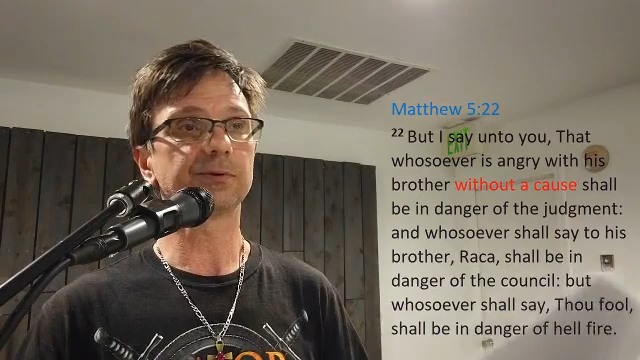 Matthew 5:22
22 But I say unto you, That
whosoever is angry with his
brother without a cause shall
be in danger of the judgment:
and whosoever shall say to his
brother, Raca, shall be in
danger of the council: but
whosoever shall say, Thou fool,
shall be in danger of hell fire.
EXIT